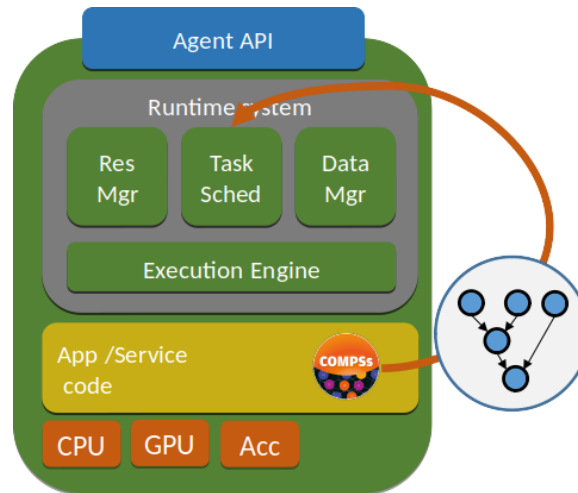 Agent API
Runtime system
Res
Mgr
Task
Sched
Data
Mgr
Execution Engine
App /Service
code
COMPSs
CPU
GPU
Acc